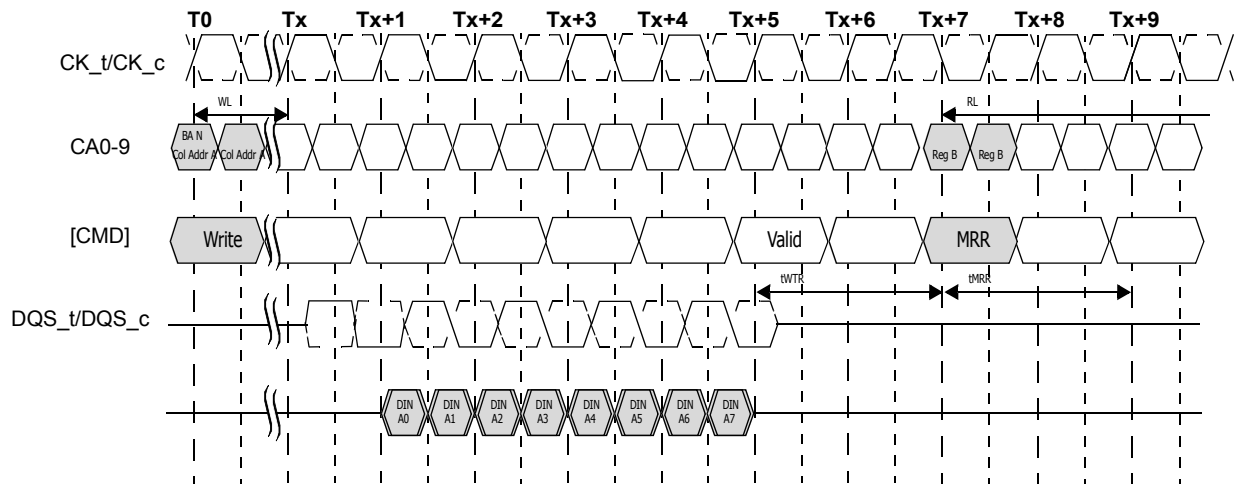 T0 Tx Tx+1 Tx+2 Tx+3 Tx+4 Tx+5 Tx+6 Tx+7 Tx+8 Tx+9
CK_t/CK_c
WL RL
CA0-9
BA N
Col Addr A Col Addr A Reg B Reg B
[CMD] Write Valid MRR
tWTR tMRR
DQS_t/DQS_c
DIN DIN DIN DIN DIN DIN DIN DIN
A0 A1 A2 A3 A4 A5 A6 A7